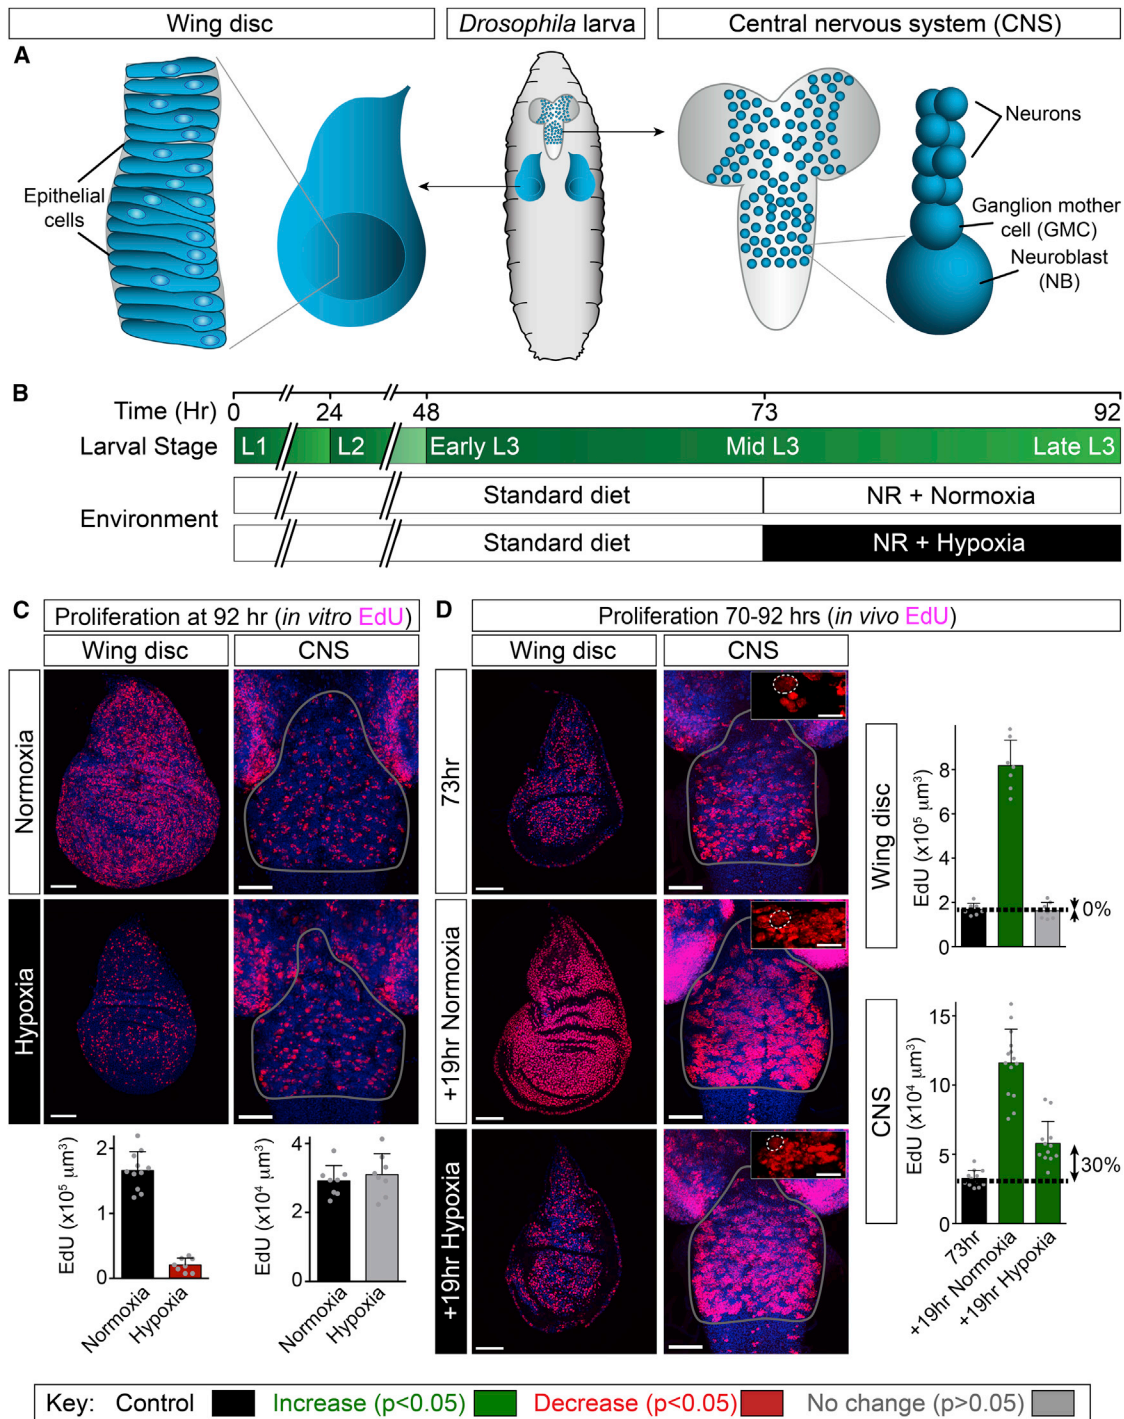 Wing disc
Drosophila larva
Central nervous system (CNS)
A
Epithelial
cells
Neurons
Ganglion mother
cell (GMC)
Neuroblast
(NB)
B
Time (Hr)
0
24
48
73
92
Larval Stage
L1
L2
Early L3
Mid L3
Late L3
Environment
Standard diet
NR + Normoxia
Standard diet
NR + Hypoxia
C
Proliferation at 92 hr (in vitro EdU)
Wing disc
CNS
Normoxia
Hypoxia
EdU (x10⁵ µm³)
2
0
Normoxia
Hypoxia
EdU (x10⁴ µm³)
4
2
0
Normoxia
Hypoxia
D
Proliferation 70-92 hrs (in vivo EdU)
Wing disc
CNS
73hr
+19hr Normoxia
+19hr Hypoxia
Wing disc
EdU (x10⁵ µm³)
8
6
4
2
0
0%
CNS
EdU (x10⁴ µm³)
15
10
5
0
30%
73hr
+19hr Normoxia
+19hr Hypoxia
Key: Control
Increase (p<0.05)
Decrease (p<0.05)
No change (p>0.05)